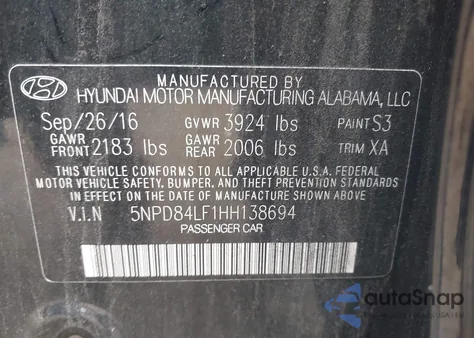 MANUFACTURED BY
HYUNDAI MOTOR MANUFACTURING ALABAMA, LLC
Sep/26/16 GVWR 3924 lbs PAINT S3
GAWR FRONT 2183 lbs GAWR REAR 2006 lbs TRIM XA
THIS VEHICLE CONFORMS TO ALL APPLICABLE U.S.A. FEDERAL
MOTOR VEHICLE SAFETY, BUMPER, AND THEFT PREVENTION STANDARDS
IN EFFECT ON THE DATE OF MANUFACTURE SHOWN ABOVE.
V.I.N 5NPD84LF1HH138694
PASSENGER CAR
autoSnap